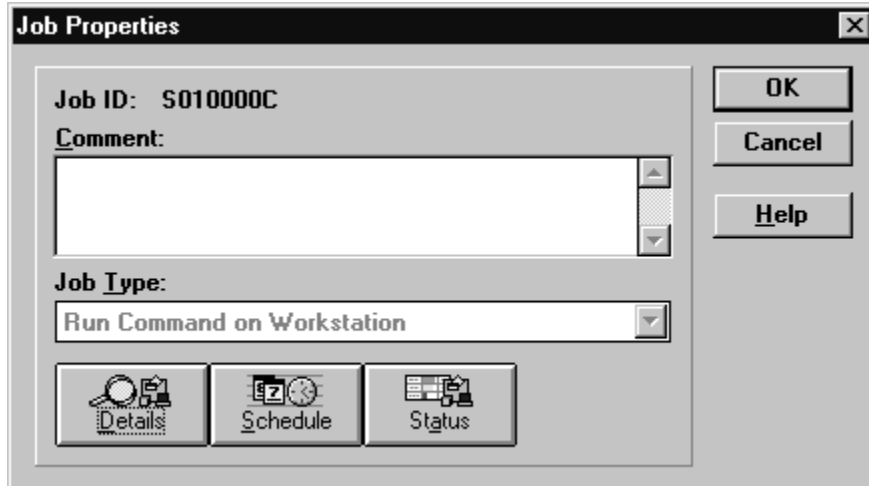 Job Properties
Job ID: S010000C
Comment:
Job Type:
Run Command on Workstation
Details
Schedule
Status
OK
Cancel
Help